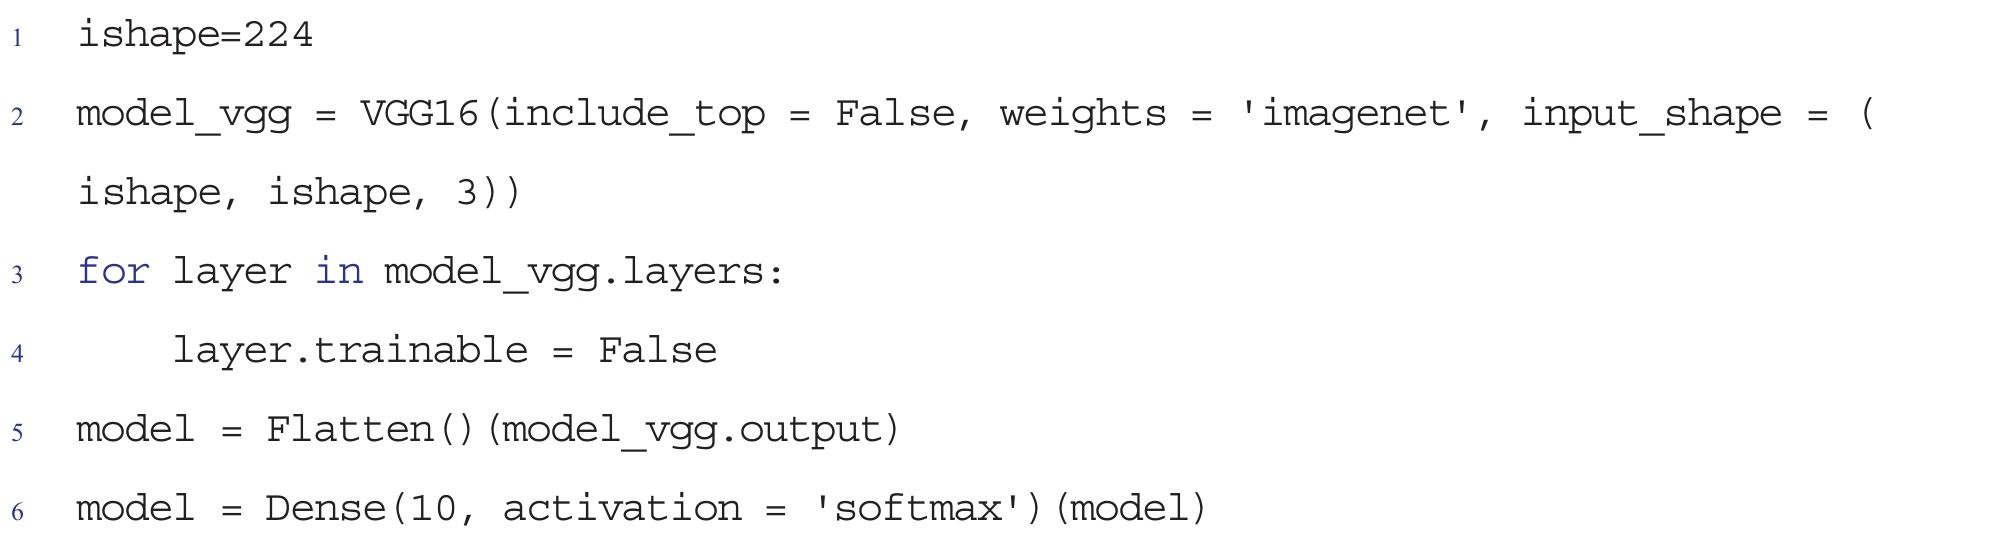 1 ishape=224
2 model_vgg = VGG16(include_top = False, weights = 'imagenet', input_shape = (
ishape, ishape, 3))
3 for layer in model_vgg.layers:
4     layer.trainable = False
5 model = Flatten()(model_vgg.output)
6 model = Dense(10, activation = 'softmax')(model)